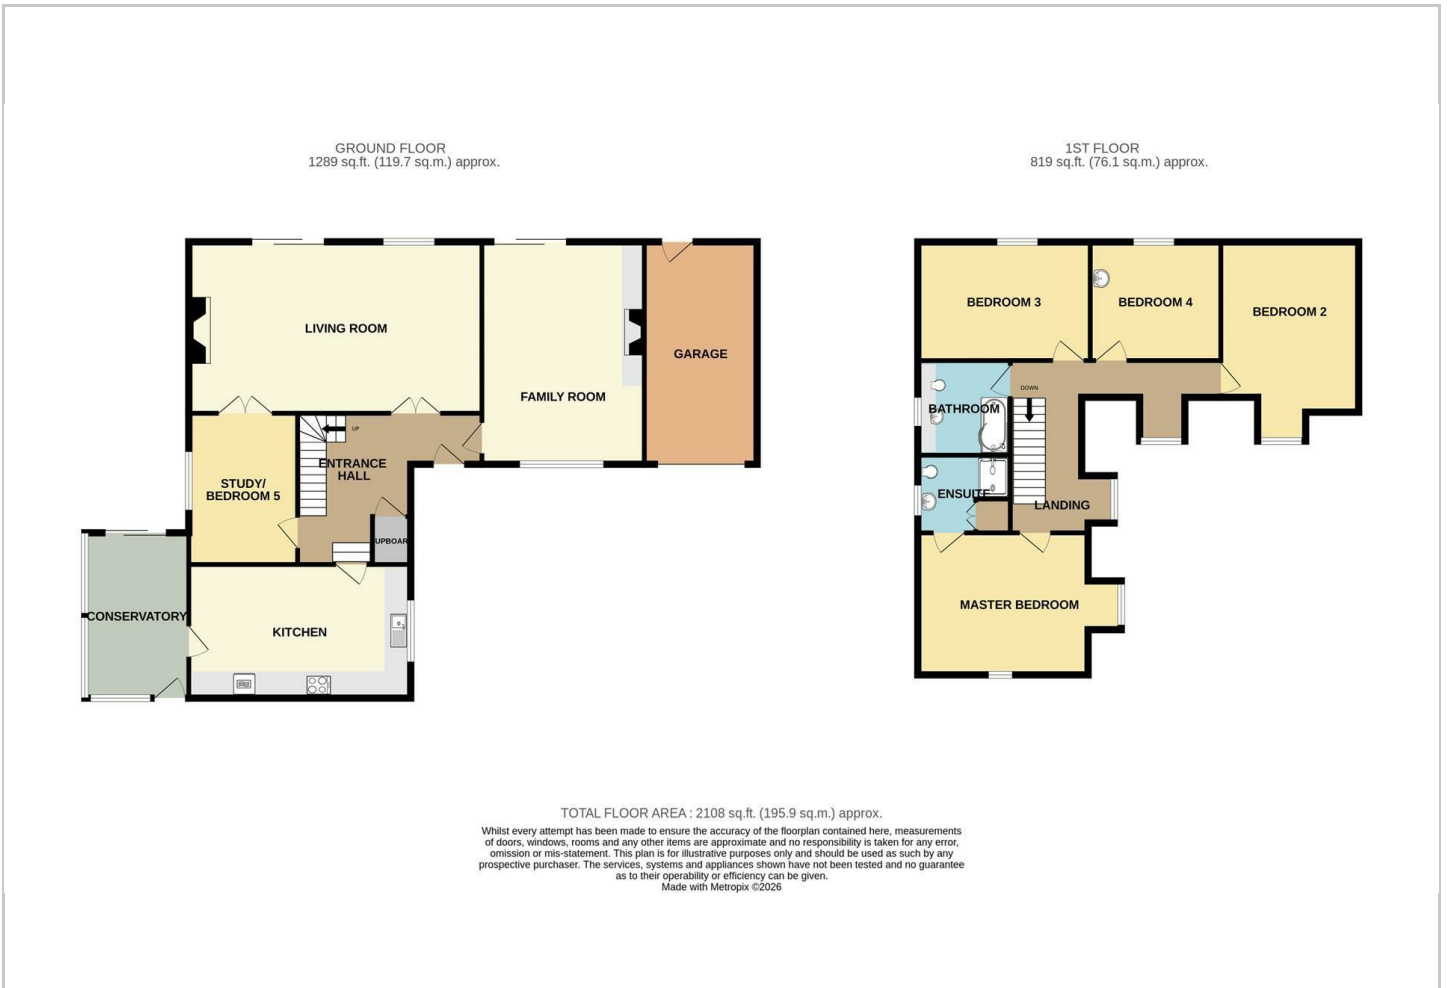 GROUND FLOOR
1289 sq.ft. (119.7 sq.m.) approx.
1ST FLOOR
819 sq.ft. (76.1 sq.m.) approx.
LIVING ROOM
FAMILY ROOM
GARAGE
UP
ENTRANCE
HALL
STUDY/
BEDROOM 5
UPBOAR
CONSERVATORY
KITCHEN
BEDROOM 3
BEDROOM 4
BEDROOM 2
DOWN
BATHROOM
ENSUITE
LANDING
MASTER BEDROOM
TOTAL FLOOR AREA : 2108 sq.ft. (195.9 sq.m.) approx.
Whilst every attempt has been made to ensure the accuracy of the floorplan contained here, measurements
of doors, windows, rooms and any other items are approximate and no responsibility is taken for any error,
omission or mis-statement. This plan is for illustrative purposes only and should be used as such by any
prospective purchaser. The services, systems and appliances shown have not been tested and no guarantee
as to their operability or efficiency can be given.
Made with Metropix ©2026